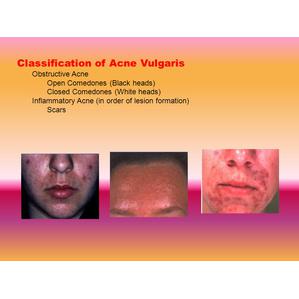 Classification of Acne Vulgaris
Obstructive Acne
Open Comedones (Black heads)
Closed Comedones (White heads)
Inflammatory Acne (in order of lesion formation)
Scars